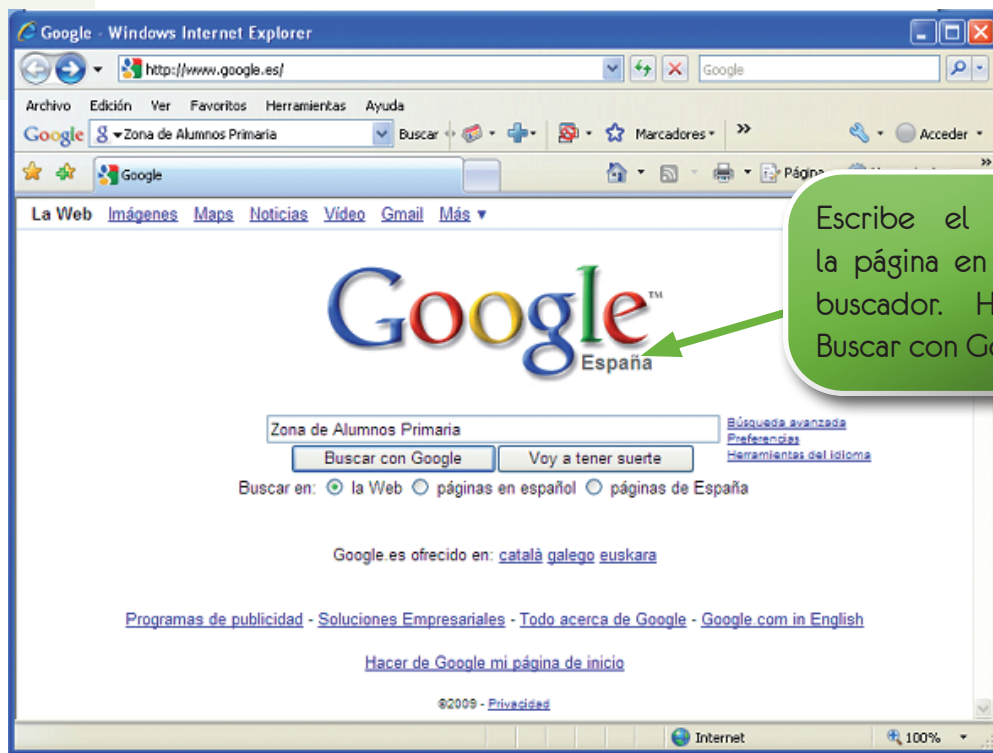 Google - Windows Internet Explorer
http://www.google.es/ Google
Archivo Edición Ver Favoritos Herramientas Ayuda
Google Zona de Alumnos Primaria Buscar Marcadores » Acceder
Google Página »
La Web Imágenes Maps Noticias Vídeo Gmail Más ▼
Escribe el
la página en
buscador. H
Buscar con Go
Google™
España
Zona de Alumnos Primaria
Búsqueda avanzada
Preferencias
Herramientas del idioma
Buscar con Google Voy a tener suerte
Buscar en: la Web páginas en español páginas de España
Google.es ofrecido en: català galego euskara
Programas de publicidad - Soluciones Empresariales - Todo acerca de Google - Google.com in English
Hacer de Google mi página de inicio
©2009 - Privacidad
Internet 100%